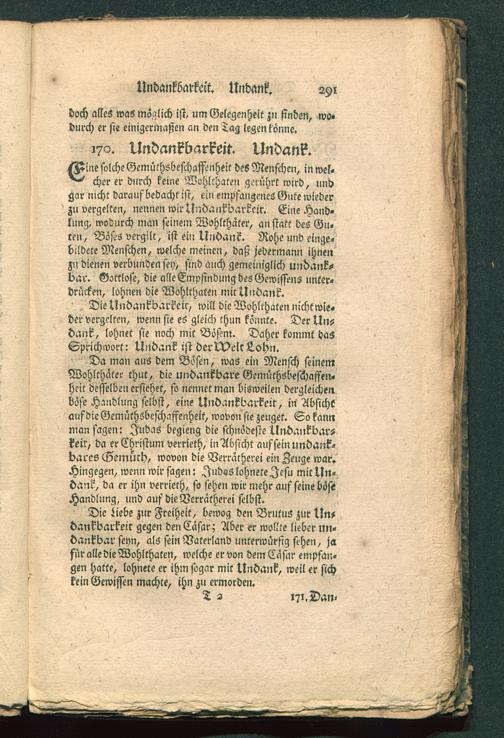 Undankbarkeit. Undank. 291
doch alles was möglich ist, um Gelegenheit zu finden, wo-
durch er sie einigermaßen an den Tag legen könne.
170. Undankbarkeit. Undank.
Eine solche Gemüthsbeschaffenheit des Menschen, in wel-
cher er durch keine Wohlthaten gerührt wird, und
gar nicht darauf bedacht ist, ein empfangenes Gute wieder
zu vergelten, nennen wir Undankbarkeit. Eine Hand-
lung, wodurch man seinem Wohlthäter, an statt des Gu-
ten, Böses vergilt, ist ein Undank. Rohe und einge-
bildete Menschen, welche meinen, daß jedermann ihnen
zu dienen verbunden sey, sind auch gemeiniglich undank-
bar. Gottlose, die alle Empfindung des Gewissens unter-
drücken, lohnen die Wohlthaten mit Undank.
Die Undankbarkeit, will die Wohlthaten nicht wie-
der vergelten, wenn sie es gleich thun könnte. Der Un-
dank, lohnet sie noch mit Bösem. Daher kommt das
Sprichwort: Undank ist der Welt Lohn.
Da man aus dem Bösen, was ein Mensch seinem
Wohlthäter thut, die undankbare Gemüthsbeschaffen-
heit desselben ersiehet, so nennet man bisweilen dergleichen
böse Handlung selbst, eine Undankbarkeit, in Absicht
auf die Gemüthsbeschaffenheit, wovon sie zeuget. So kann
man sagen: Judas begieng die schnödeste Undankbar-
keit, da er Christum verrieth, in Absicht auf sein undank-
bares Gemüth, wovon die Verrätherei ein Zeuge war.
Hingegen, wenn wir sagen: Judas lohnete Jesu mit Un-
dank, da er ihn verrieth, so sehen wir mehr auf seine böse
Handlung, und auf die Verrätherei selbst.
Die Liebe zur Freiheit, bewog den Brutus zur Un-
dankbarkeit gegen den Cäsar; Aber er wollte lieber un-
dankbar seyn, als sein Vaterland unterwürfig sehen, ja
für alle die Wohlthaten, welche er von dem Cäsar empfan-
gen hatte, lohnete er ihm sogar mit Undank, weil er sich
kein Gewissen machte, ihn zu ermorden.
T 2 171. Dan-